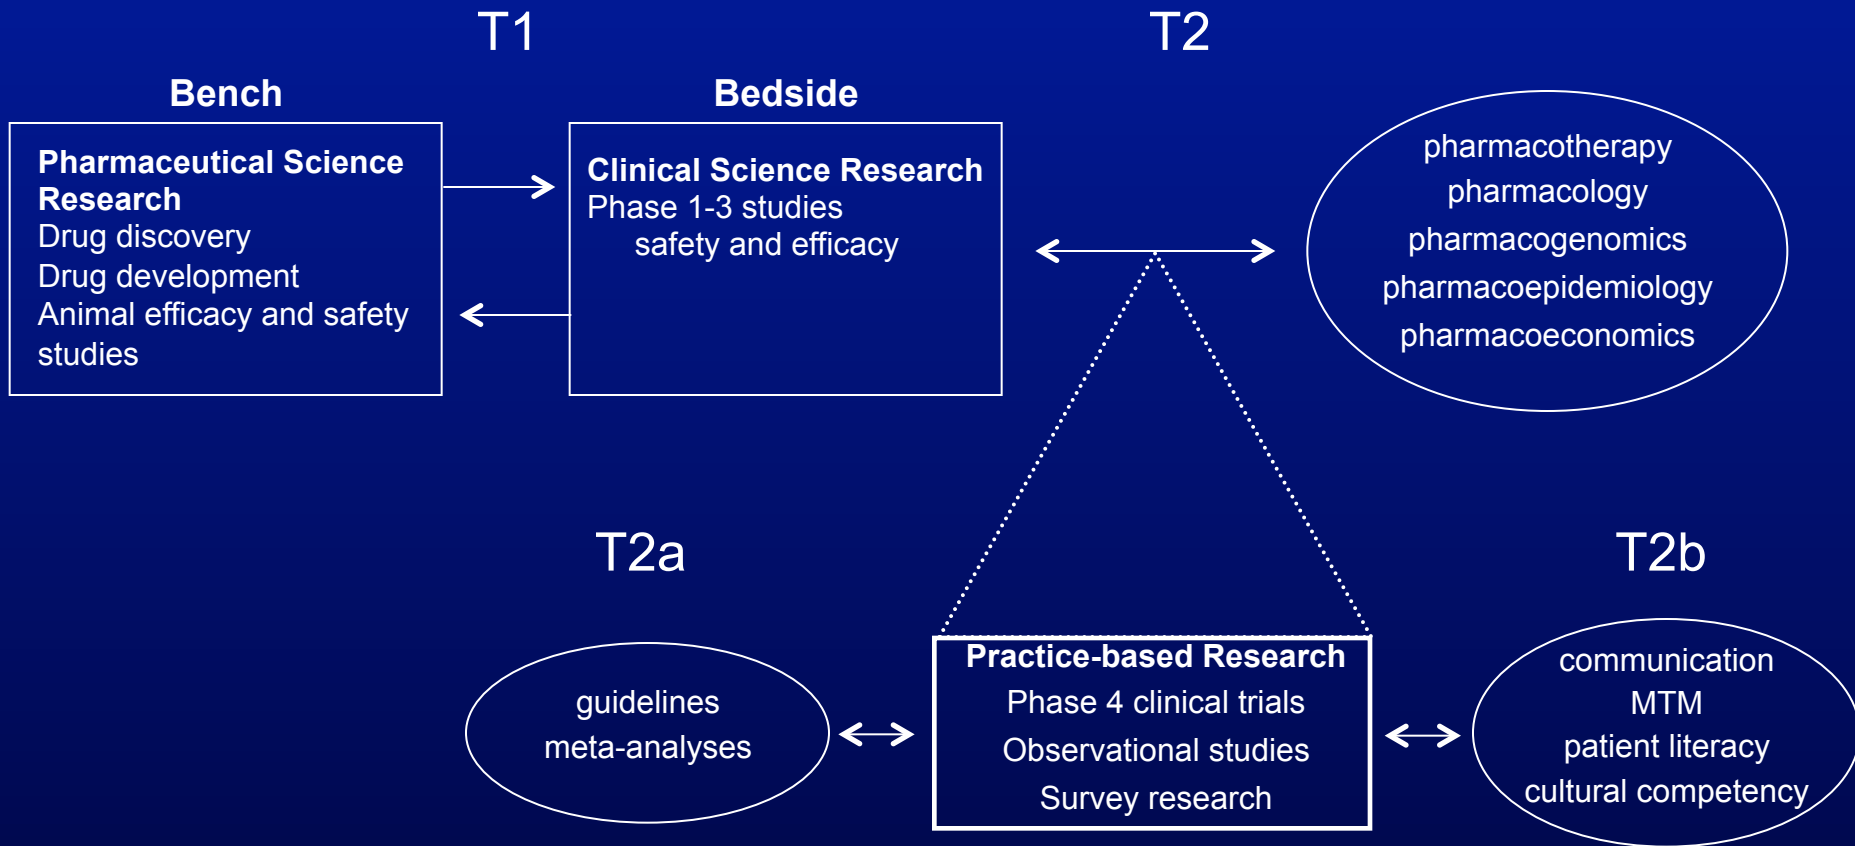 T1
T2
Bench
Bedside
Pharmaceutical Science
Research
Drug discovery
Drug development
Animal efficacy and safety
studies
Clinical Science Research
Phase 1-3 studies
safety and efficacy
pharmacotherapy
pharmacology
pharmacogenomics
pharmacoepidemiology
pharmacoeconomics
T2a
T2b
guidelines
meta-analyses
Practice-based Research
Phase 4 clinical trials
Observational studies
Survey research
communication
MTM
patient literacy
cultural competency